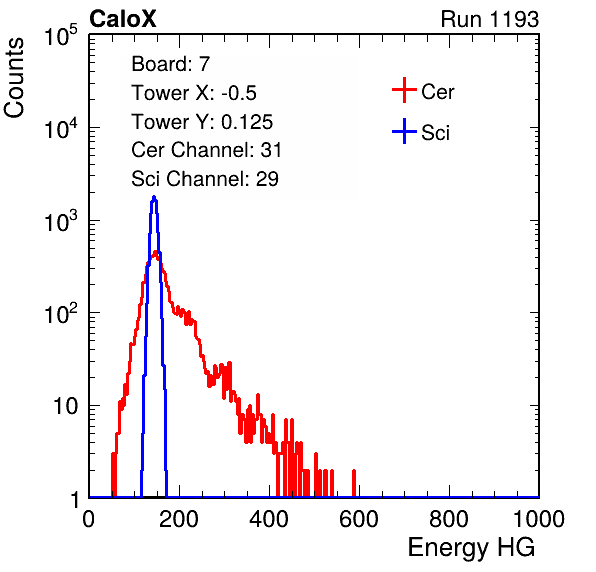 CaloX Run 1193
Counts
10^5
10^4
10^3
10^2
10
1
Board: 7
Tower X: -0.5
Tower Y: 0.125
Cer Channel: 31
Sci Channel: 29
Cer
Sci
0 200 400 600 800 1000
Energy HG